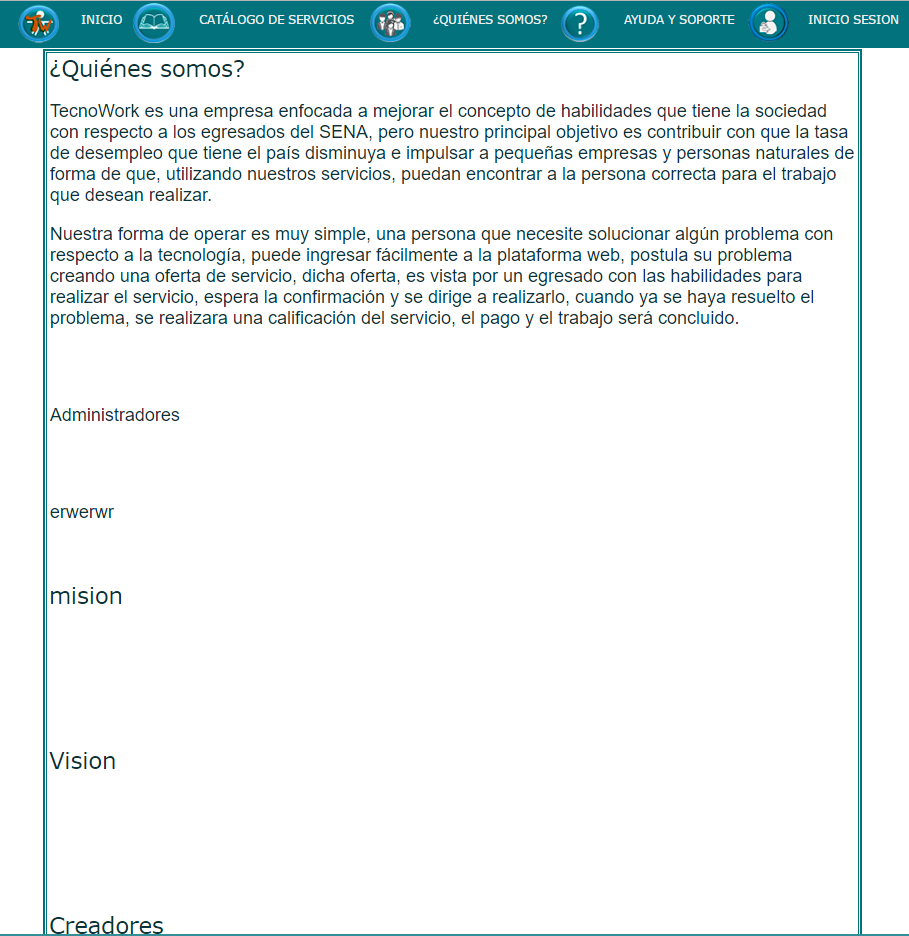 INICIO CATÁLOGO DE SERVICIOS ¿QUIÉNES SOMOS? ? AYUDA Y SOPORTE INICIO SESION
¿Quiénes somos?
TecnoWork es una empresa enfocada a mejorar el concepto de habilidades que tiene la sociedad
con respecto a los egresados del SENA, pero nuestro principal objetivo es contribuir con que la tasa
de desempleo que tiene el país disminuya e impulsar a pequeñas empresas y personas naturales de
forma de que, utilizando nuestros servicios, puedan encontrar a la persona correcta para el trabajo
que desean realizar.
Nuestra forma de operar es muy simple, una persona que necesite solucionar algún problema con
respecto a la tecnología, puede ingresar fácilmente a la plataforma web, postula su problema
creando una oferta de servicio, dicha oferta, es vista por un egresado con las habilidades para
realizar el servicio, espera la confirmación y se dirige a realizarlo, cuando ya se haya resuelto el
problema, se realizara una calificación del servicio, el pago y el trabajo será concluido.
Administradores
erwerwr
mision
Vision
Creadores